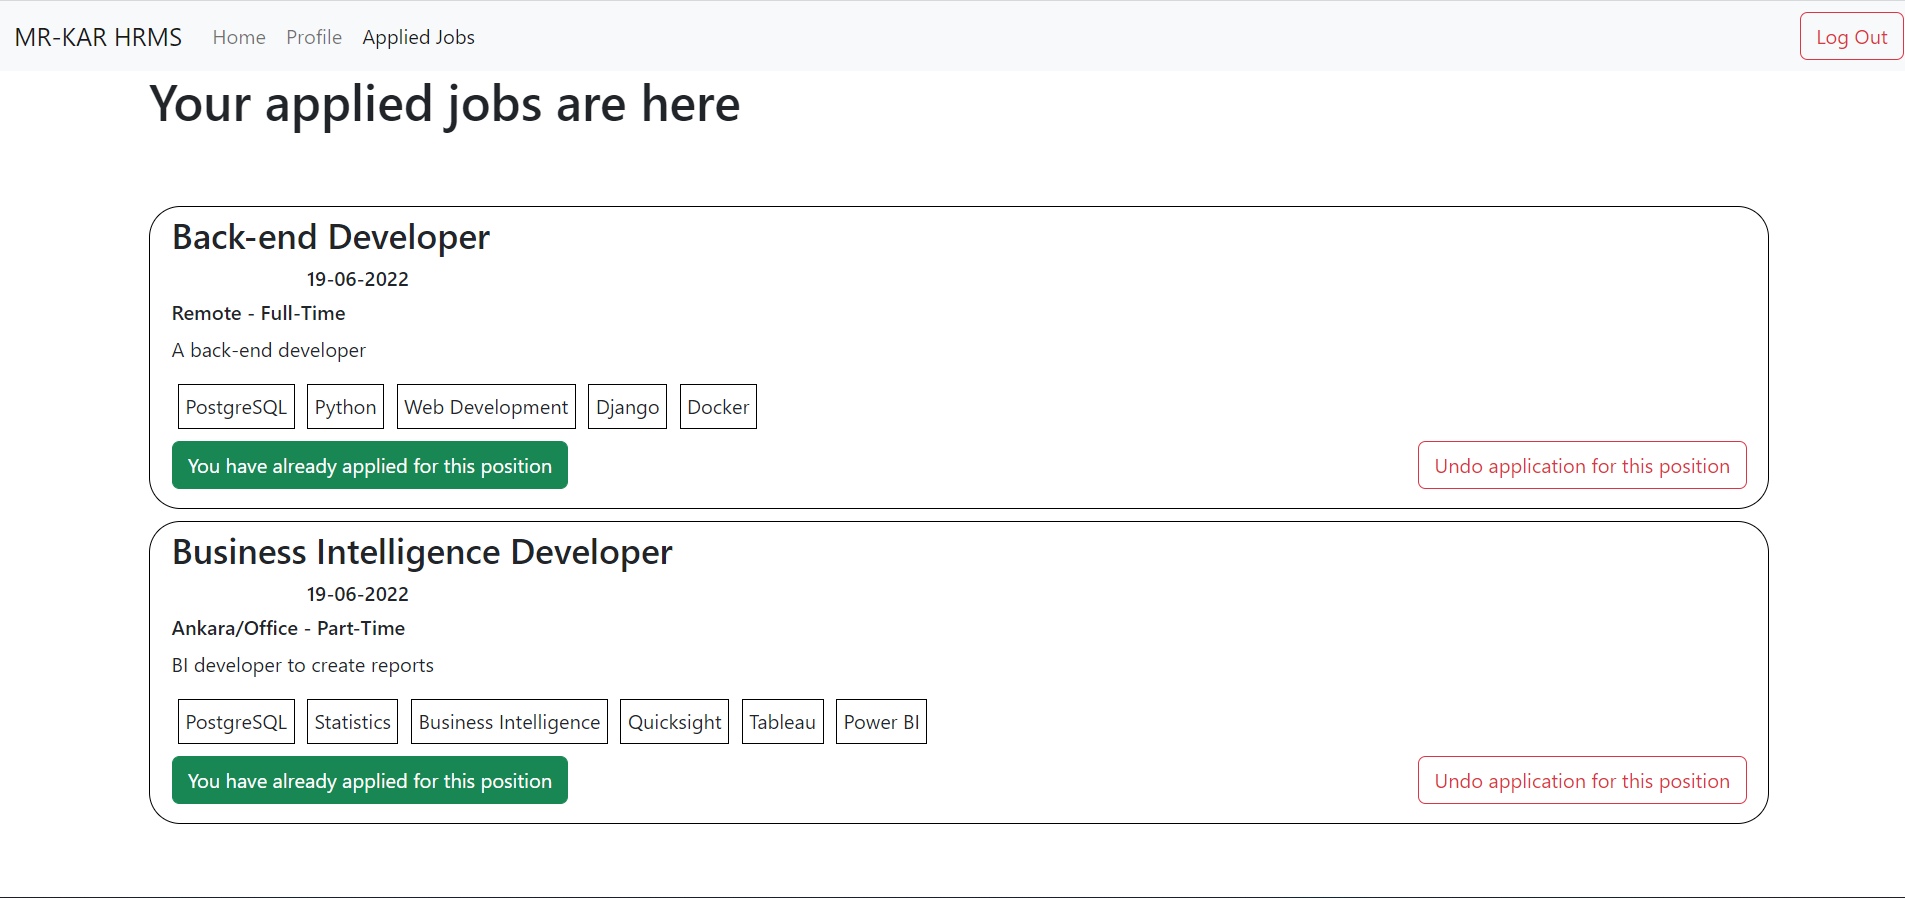 MR-KAR HRMS Home Profile Applied Jobs Log Out
Your applied jobs are here
Back-end Developer
19-06-2022
Remote - Full-Time
A back-end developer
PostgreSQL Python Web Development Django Docker
You have already applied for this position Undo application for this position
Business Intelligence Developer
19-06-2022
Ankara/Office - Part-Time
BI developer to create reports
PostgreSQL Statistics Business Intelligence Quicksight Tableau Power BI
You have already applied for this position Undo application for this position